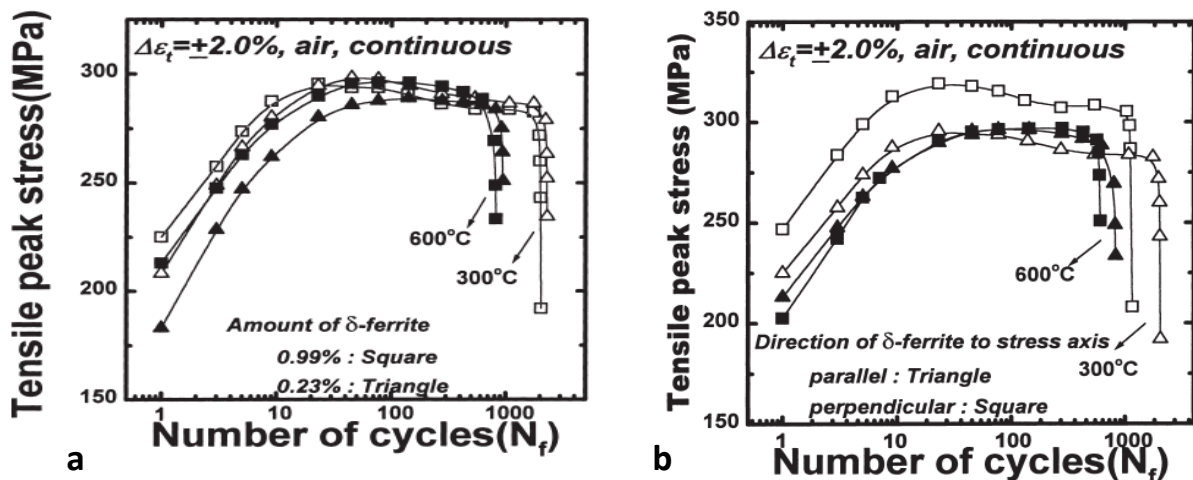 Tensile peak stress(MPa)
350
300
250
200
150
Δε_t=±2.0%, air, continuous
600°C
300°C
Amount of δ-ferrite
0.99% : Square
0.23% : Triangle
1 10 100 1000
Number of cycles(N_f)
a
Tensile peak stress (MPa)
350
300
250
200
150
Δε_t=±2.0%, air, continuous
600°C
300°C
Direction of δ-ferrite to stress axis
parallel : Triangle
perpendicular : Square
1 10 100 1000
Number of cycles(N_f)
b